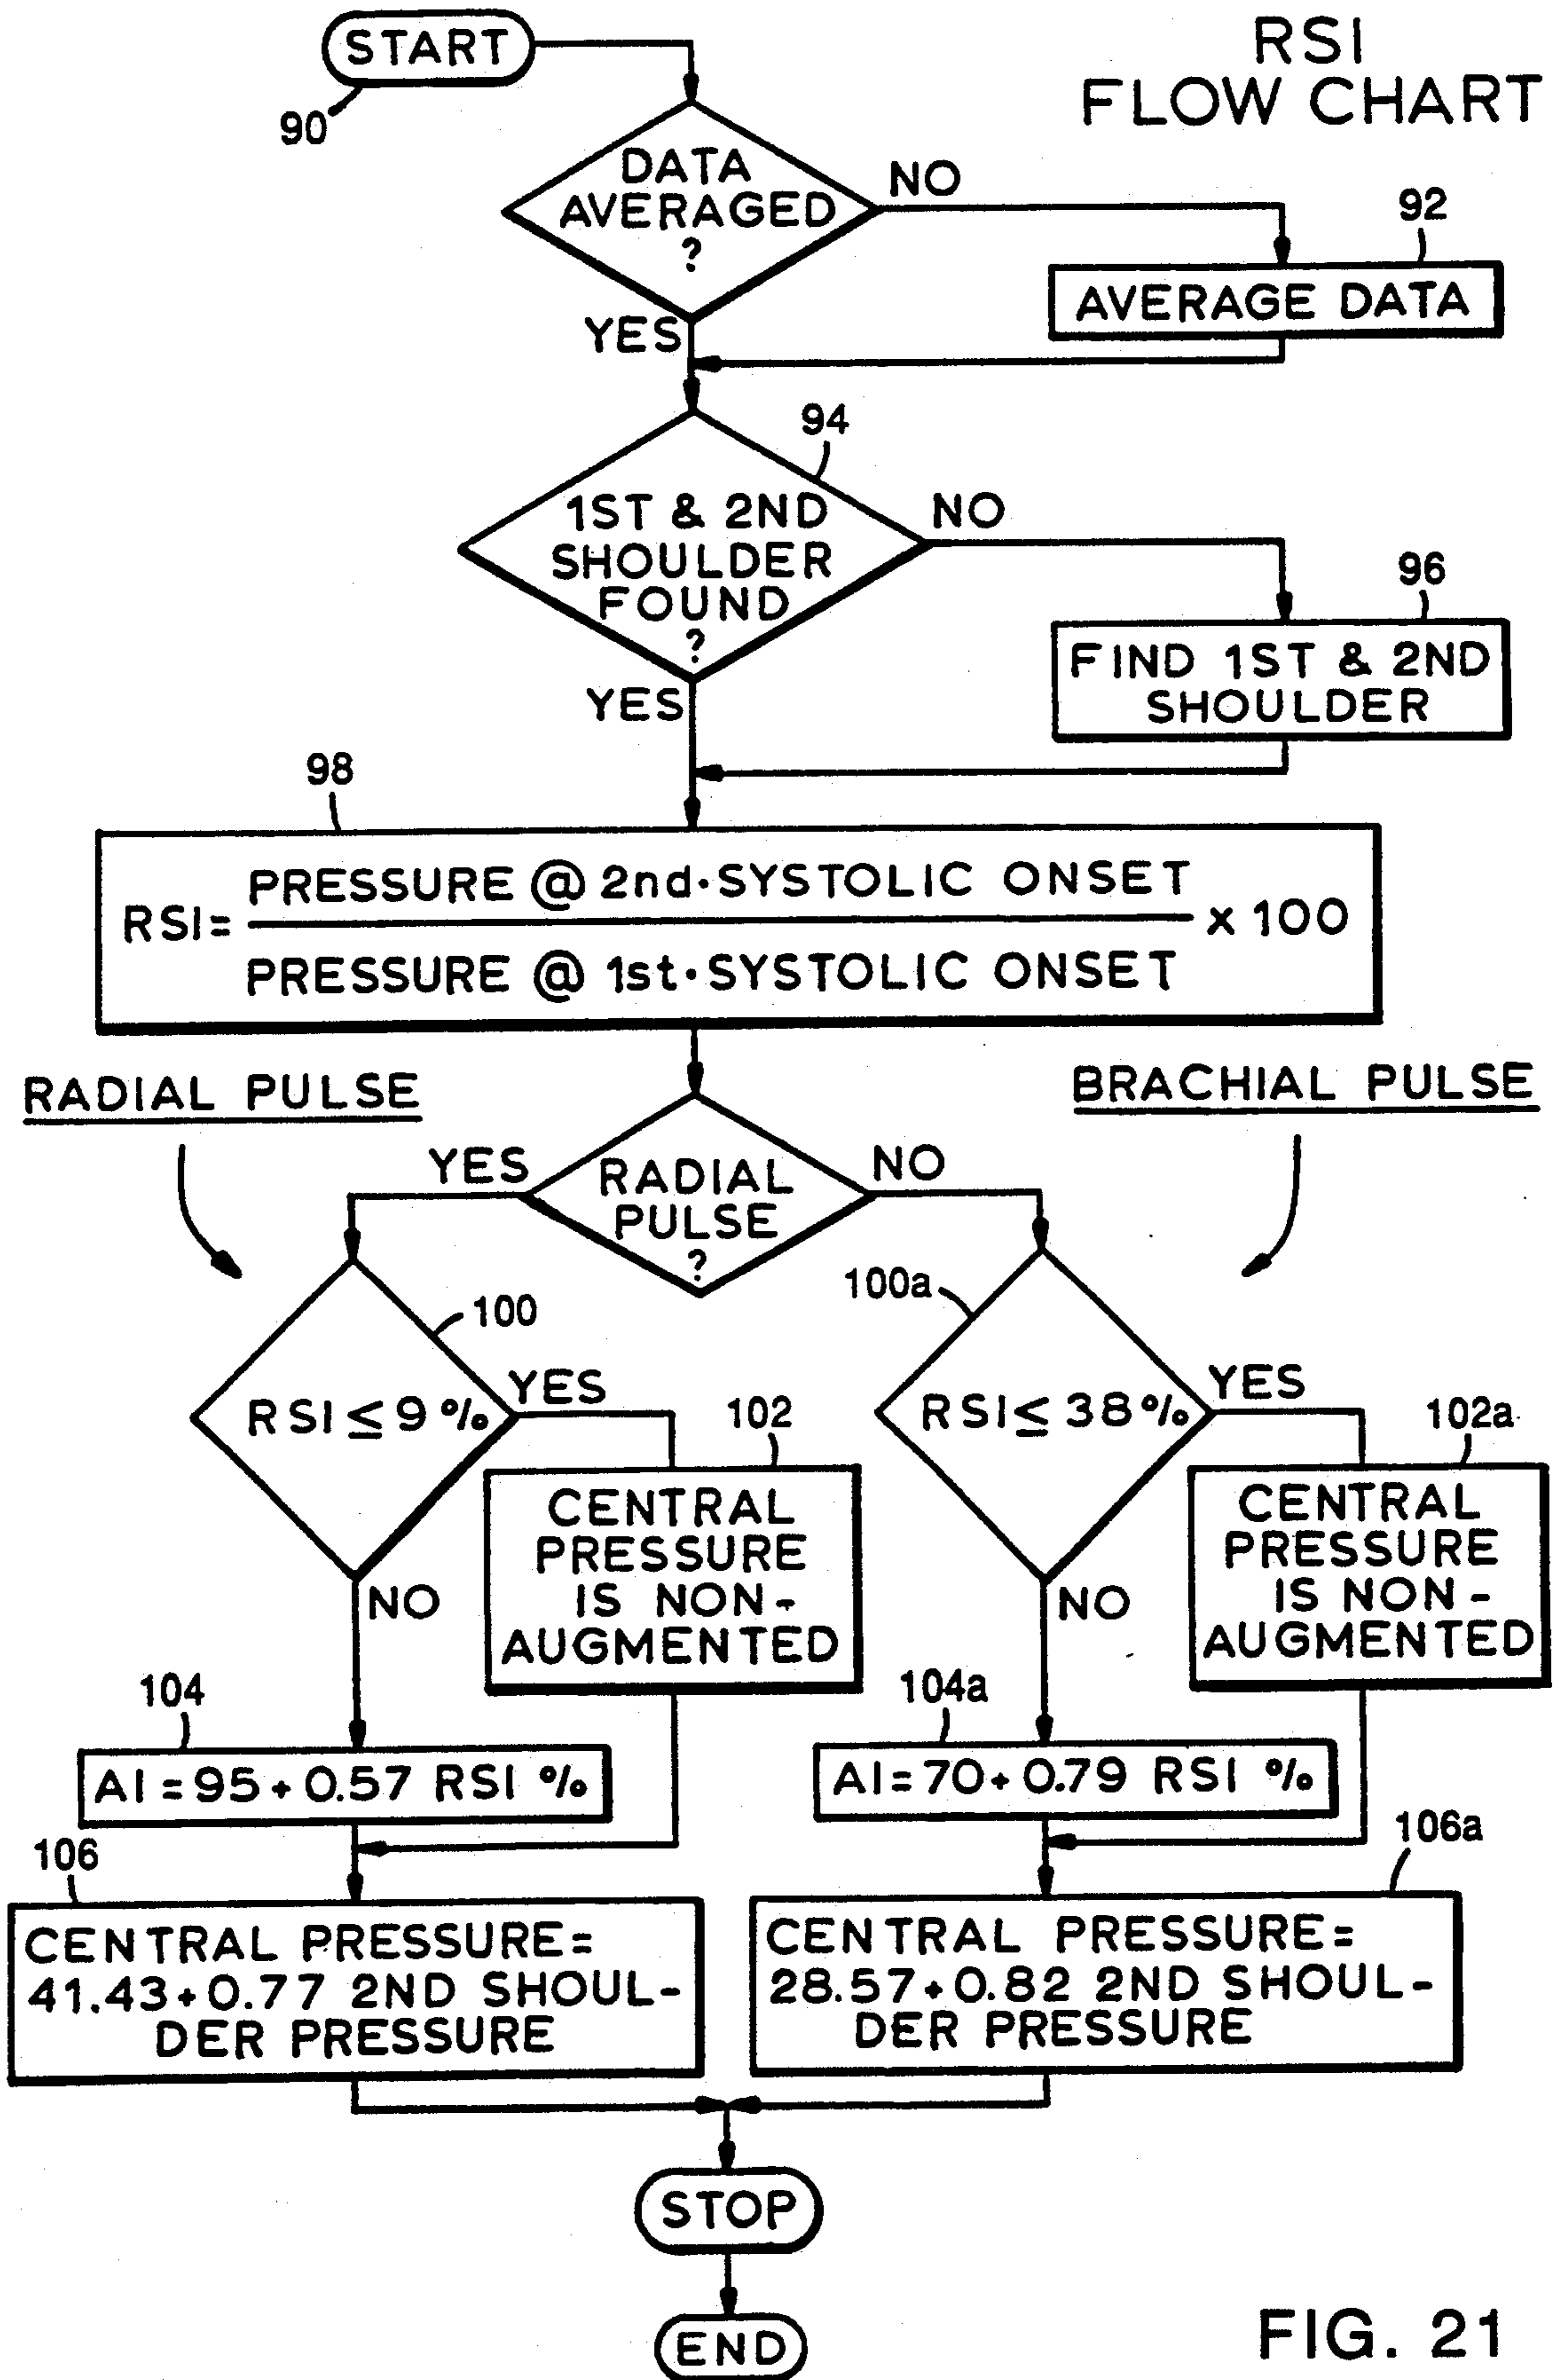 START
RSI
FLOW CHART
90
DATA
AVERAGED
?
NO
92
AVERAGE DATA
YES
94
1ST & 2ND
SHOULDER
FOUND
?
NO
96
FIND 1ST & 2ND
SHOULDER
YES
98
RSI = PRESSURE @ 2nd·SYSTOLIC ONSET
x 100
PRESSURE @ 1st·SYSTOLIC ONSET
RADIAL PULSE
BRACHIAL PULSE
YES
RADIAL
PULSE
?
NO
100
100a
RSI ≤ 9 %
YES
RSI ≤ 38 %
YES
102
102a
CENTRAL
PRESSURE
IS NON-
AUGMENTED
CENTRAL
PRESSURE
IS NON-
AUGMENTED
NO
NO
104
104a
AI = 95 + 0.57 RSI %
AI = 70 + 0.79 RSI %
106
106a
CENTRAL PRESSURE=
41.43+0.77 2ND SHOUL-
DER PRESSURE
CENTRAL PRESSURE=
28.57+0.82 2ND SHOUL-
DER PRESSURE
STOP
END
FIG. 21